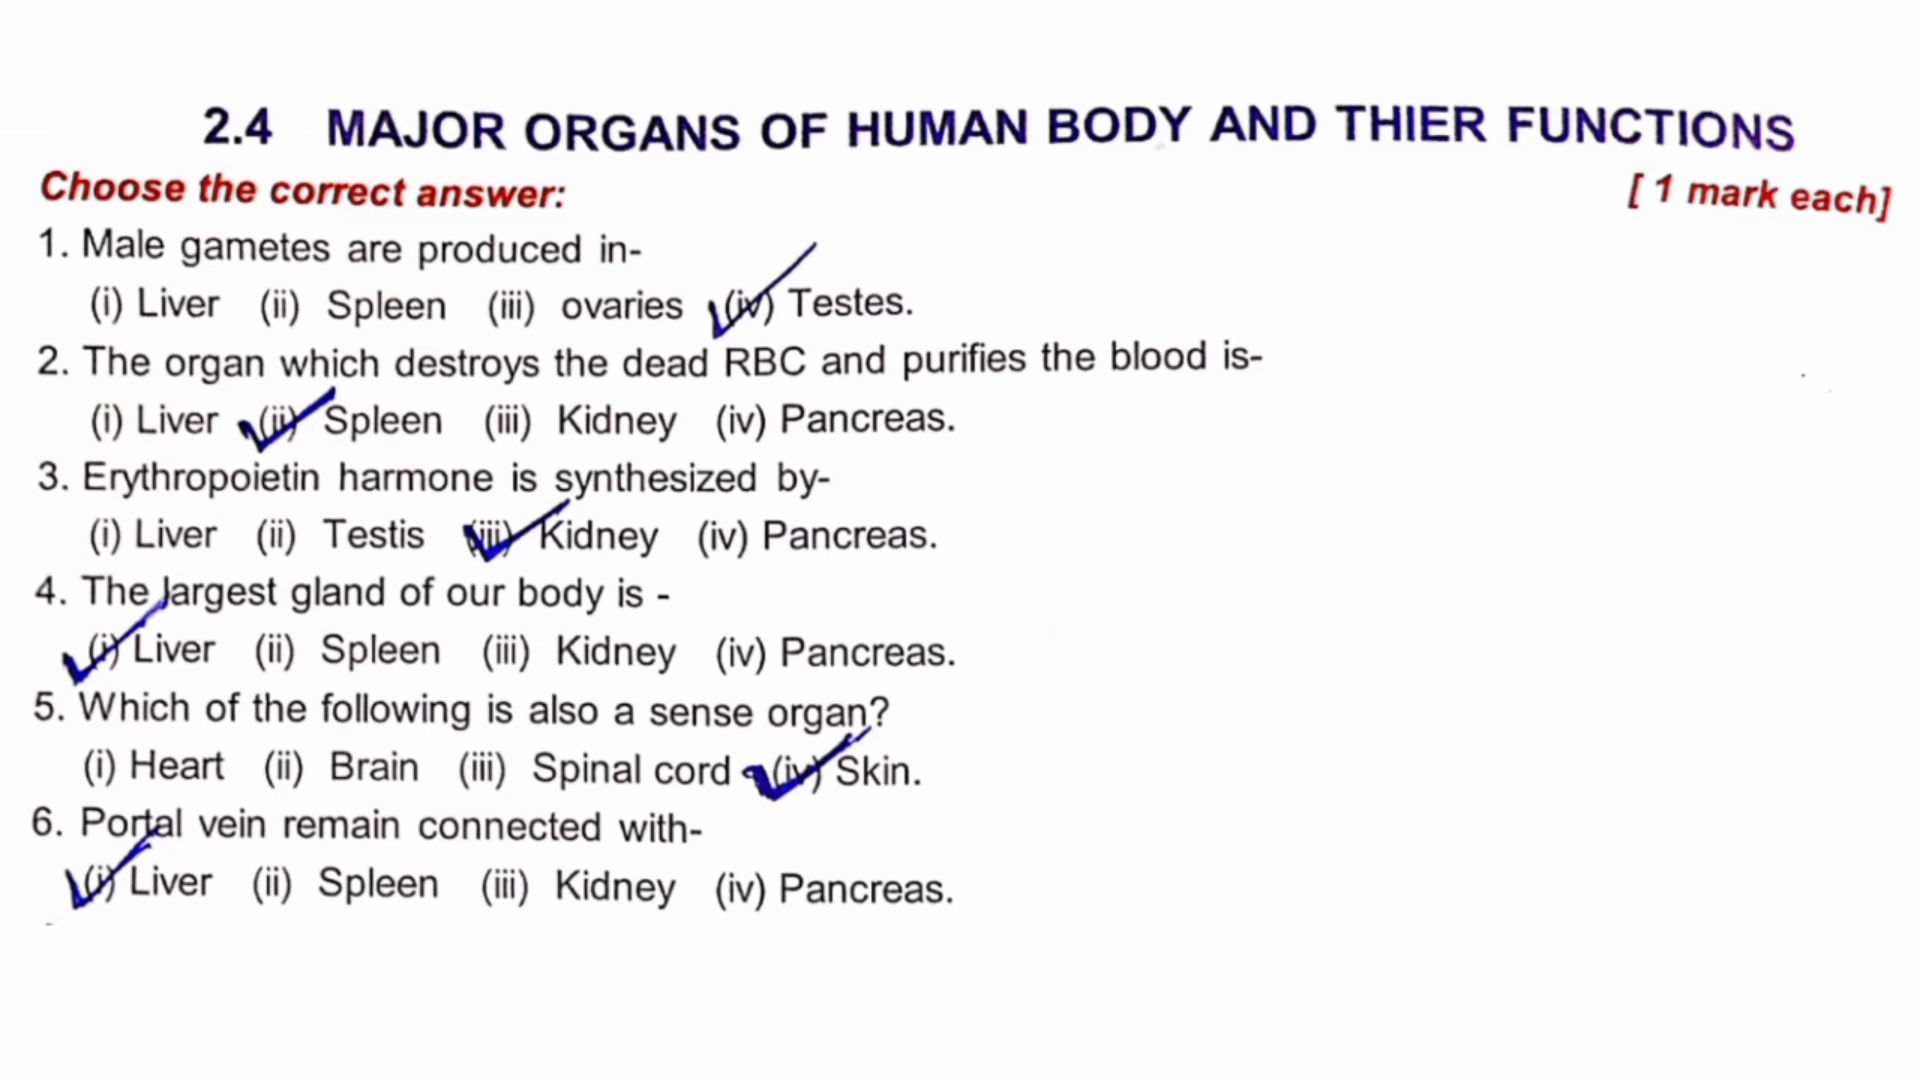 2.4 MAJOR ORGANS OF HUMAN BODY AND THIER FUNCTIONS
Choose the correct answer: [ 1 mark each]
1. Male gametes are produced in-
(i) Liver (ii) Spleen (iii) ovaries (iv) Testes.
2. The organ which destroys the dead RBC and purifies the blood is-
(i) Liver (ii) Spleen (iii) Kidney (iv) Pancreas.
3. Erythropoietin harmone is synthesized by-
(i) Liver (ii) Testis (iii) Kidney (iv) Pancreas.
4. The largest gland of our body is -
(i) Liver (ii) Spleen (iii) Kidney (iv) Pancreas.
5. Which of the following is also a sense organ?
(i) Heart (ii) Brain (iii) Spinal cord (iv) Skin.
6. Portal vein remain connected with-
(i) Liver (ii) Spleen (iii) Kidney (iv) Pancreas.